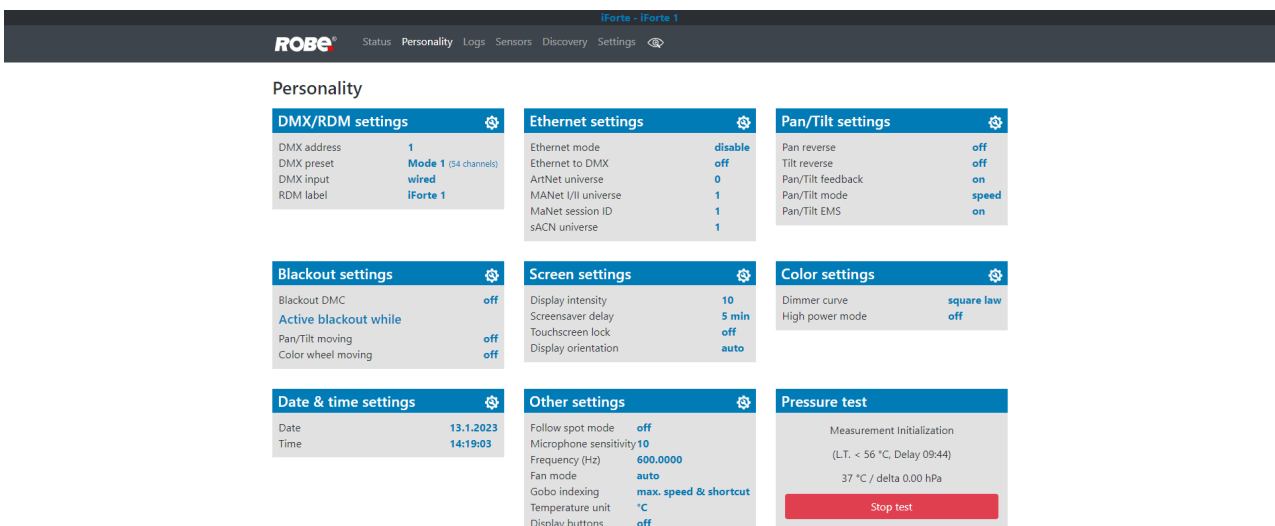 iForte - iForte 1
ROBE® Status Personality Logs Sensors Discovery Settings
Personality
DMX/RDM settings
DMX address 1
DMX preset Mode 1 (54 channels)
DMX input wired
RDM label iForte 1
Ethernet settings
Ethernet mode disable
Ethernet to DMX off
ArtNet universe 0
MANet I/II universe 1
MaNet session ID 1
sACN universe 1
Pan/Tilt settings
Pan reverse off
Tilt reverse off
Pan/Tilt feedback on
Pan/Tilt mode speed
Pan/Tilt EMS on
Blackout settings
Blackout DMC off
Active blackout while
Pan/Tilt moving off
Color wheel moving off
Screen settings
Display intensity 10
Screensaver delay 5 min
Touchscreen lock off
Display orientation auto
Color settings
Dimmer curve square law
High power mode off
Date & time settings
Date 13.1.2023
Time 14:19:03
Other settings
Follow spot mode off
Microphone sensitivity 10
Frequency (Hz) 600.0000
Fan mode auto
Gobo indexing max. speed & shortcut
Temperature unit °C
Display buttons off
Pressure test
Measurement Initialization
(L.T. < 56 °C, Delay 09:44)
37 °C / delta 0.00 hPa
Stop test